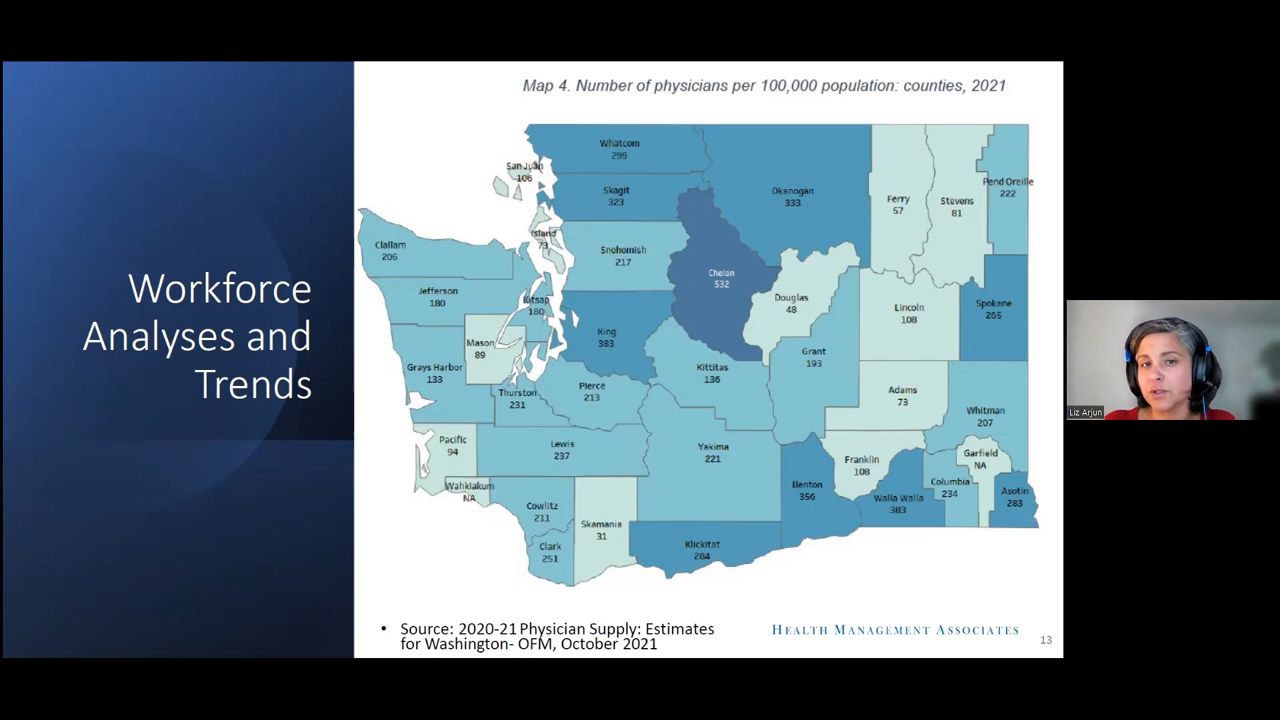 Map 4. Number of physicians per 100,000 population: counties, 2021
Workforce
Analyses and
Trends
Whatcom
299
San Juan
106
Skagit
323
Okanogan
333
Ferry
57
Stevens
81
Pend Oreille
222
Island
73
Clallam
206
Snohomish
217
Chelan
532
Jefferson
180
Kitsap
180
Douglas
48
Lincoln
108
Spokane
265
King
383
Mason
89
Grant
193
Grays Harbor
133
Kittitas
136
Thurston
231
Pierce
213
Adams
73
Whitman
207
Pacific
94
Lewis
237
Yakima
221
Franklin
108
Garfield
NA
Wahkiakum
NA
Benton
356
Walla Walla
383
Columbia
234
Asotin
283
Cowlitz
211
Skamania
31
Clark
251
Klickitat
284
• Source: 2020-21 Physician Supply: Estimates
for Washington- OFM, October 2021
HEALTH MANAGEMENT ASSOCIATES
13
Liz Arjun